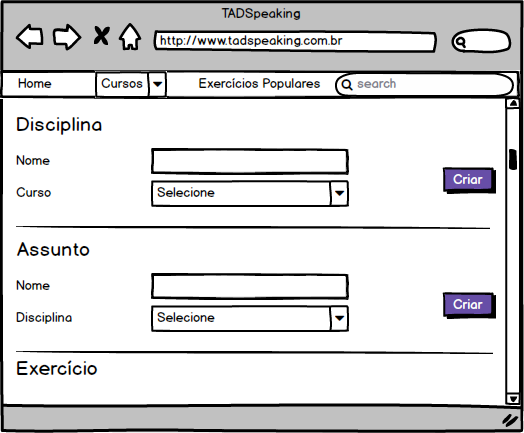 TADSpeaking
http://www.tadspeaking.com.br
Home Cursos Exercícios Populares search
Disciplina
Nome
Criar
Curso Selecione
Assunto
Nome
Criar
Disciplina Selecione
Exercício